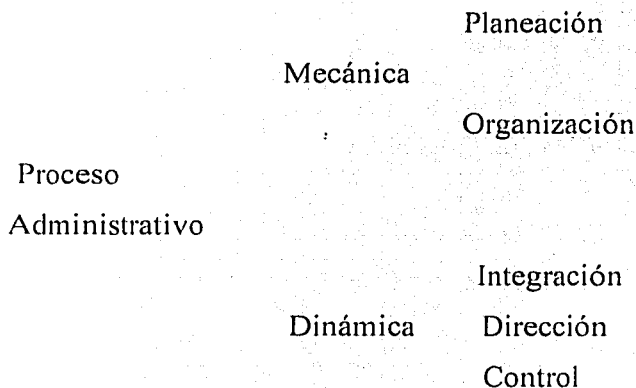 Planeación
Mecánica
Organización
Proceso
Administrativo
Integración
Dinámica Dirección
Control